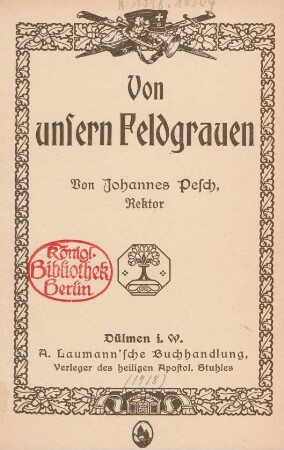 Von
unsern Feldgrauen
Von Johannes Pesch,
Rektor
Königl.
Bibliothek
Berlin
Dülmen i. W.
A. Laumann'sche Buchhandlung,
Verleger des heiligen Apostol. Stuhles
(1918)